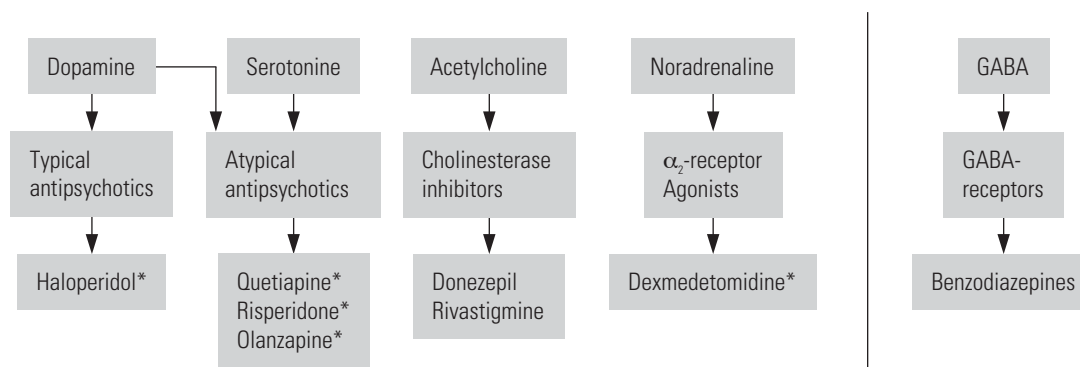 Dopamine
Serotonine
Acetylcholine
Noradrenaline
GABA
Typical
antipsychotics
Atypical
antipsychotics
Cholinesterase
inhibitors
α₂-receptor
Agonists
GABA-
receptors
Haloperidol*
Quetiapine*
Risperidone*
Olanzapine*
Donezepil
Rivastigmine
Dexmedetomidine*
Benzodiazepines